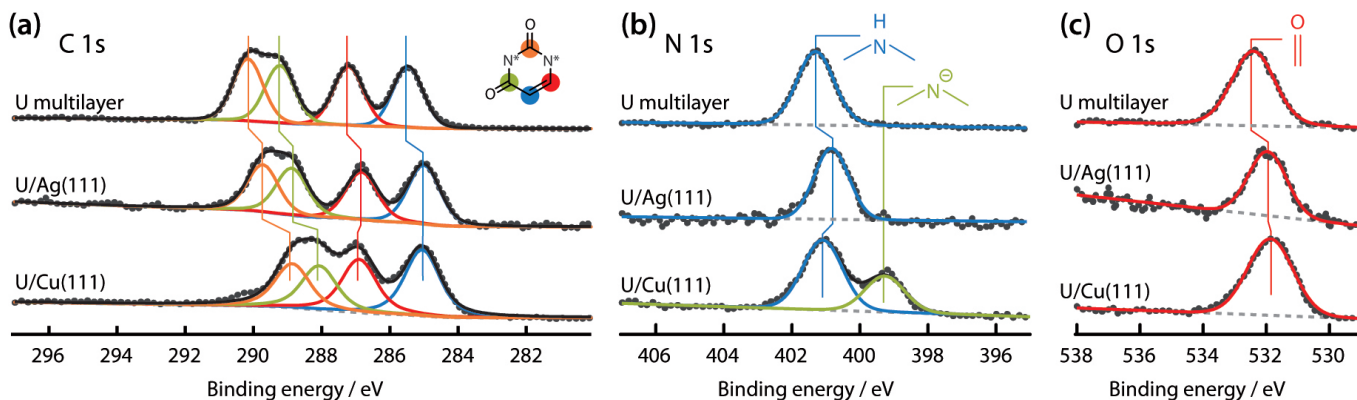 (a)
C 1s
U multilayer
U/Ag(111)
U/Cu(111)
O
N*
N*
O
296 294 292 290 288 286 284 282
Binding energy / eV
(b)
N 1s
U multilayer
U/Ag(111)
U/Cu(111)
H
N
N
⊖
406 404 402 400 398 396
Binding energy / eV
(c)
O 1s
U multilayer
U/Ag(111)
U/Cu(111)
O
538 536 534 532 530
Binding energy / eV